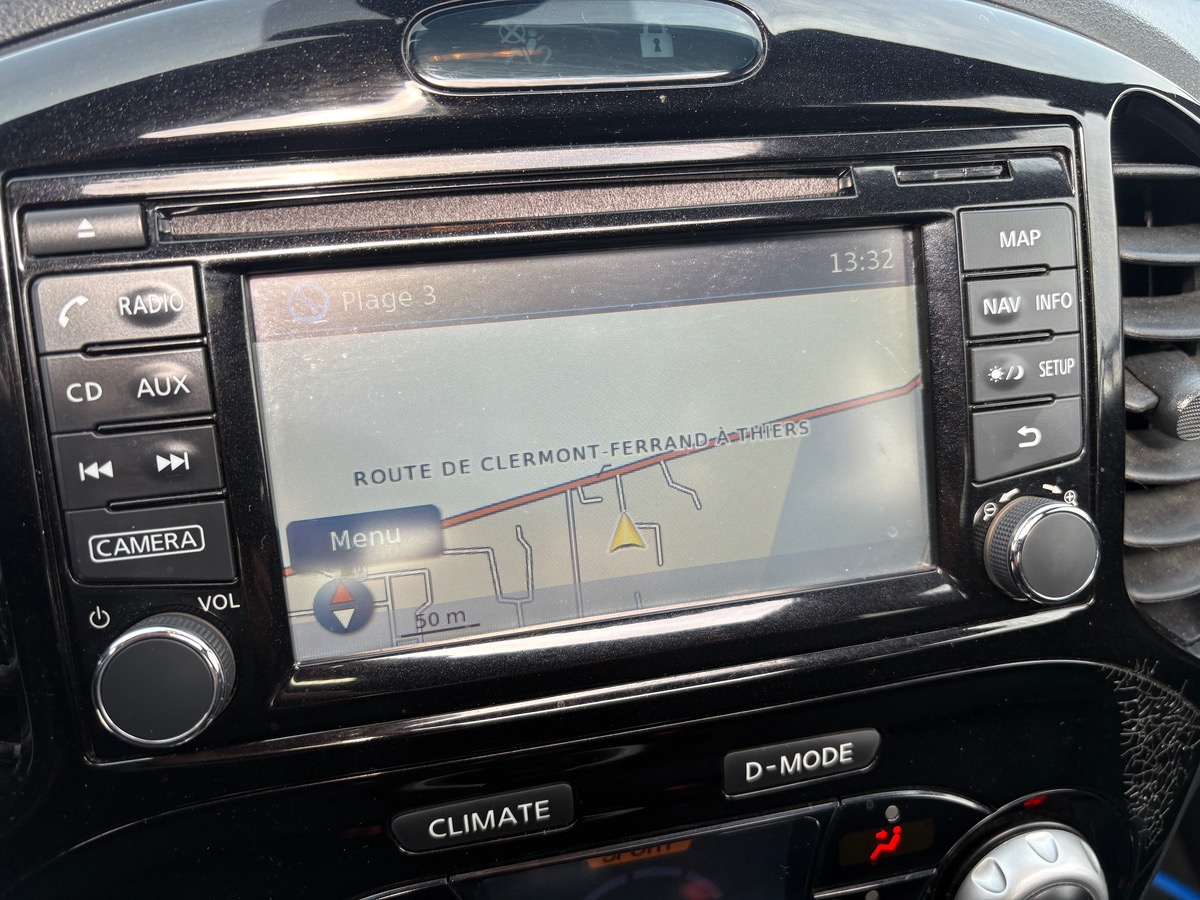 MAP
RADIO
Plage 3
13:32
NAV INFO
CD AUX
SETUP
ROUTE DE CLERMONT-FERRAND À THIERS
Menu
CAMERA
VOL
50 m
D-MODE
CLIMATE
SPORT